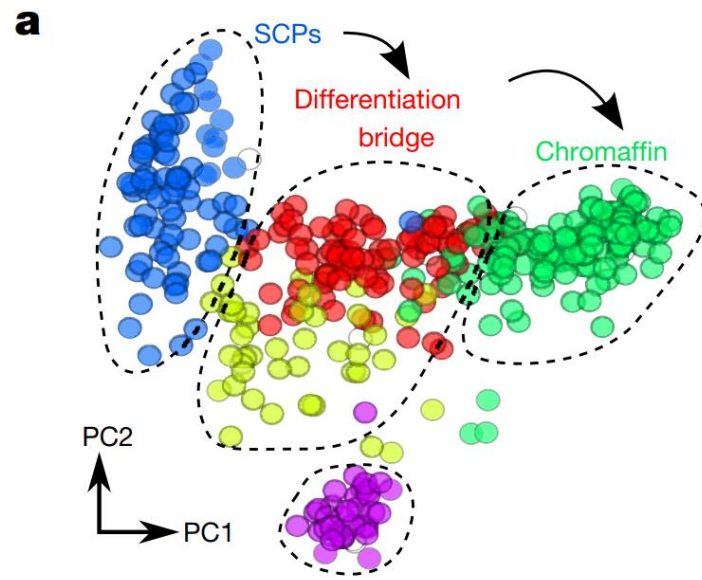 a
SCPs
Differentiation
bridge
Chromaffin
PC2
PC1